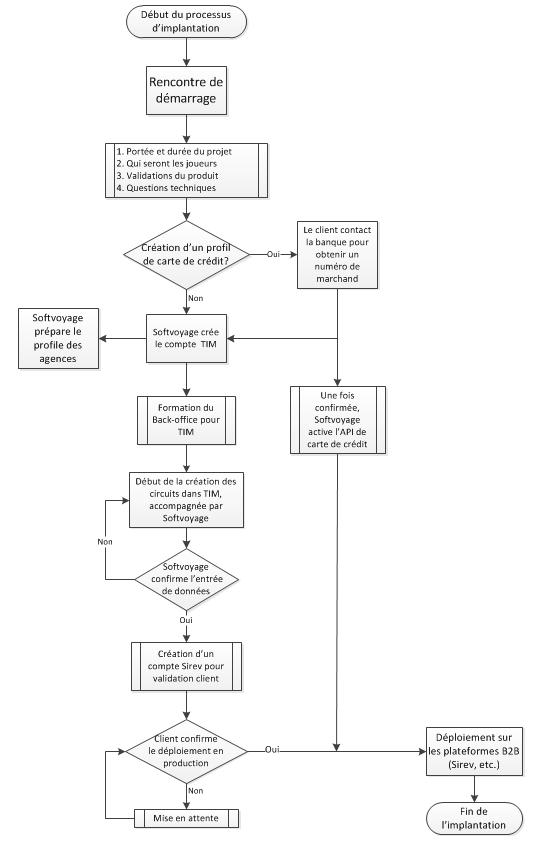 Début du processus
d'implantation
Rencontre de
démarrage
1. Portée et durée du projet
2. Qui seront les joueurs
3. Validations du produit
4. Questions techniques
Création d'un profil
de carte de crédit?
Oui
Le client contact
la banque pour
obtenir un
numéro de
marchand
Non
Softvoyage
prépare le
profile des
agences
Softvoyage crée
le compte TIM
Formation du
Back-office pour
TIM
Une fois
confirmée,
Softvoyage
active l'API de
carte de crédit
Début de la création des
circuits dans TIM,
accompagnée par
Softvoyage
Non
Softvoyage
confirme l'entrée
de données
Oui
Création d'un
compte Sirev pour
validation client
Client confirme
le déploiement en
production
Oui
Déploiement sur
les plateformes B2B
(Sirev, etc.)
Non
Mise en attente
Fin de
l'implantation